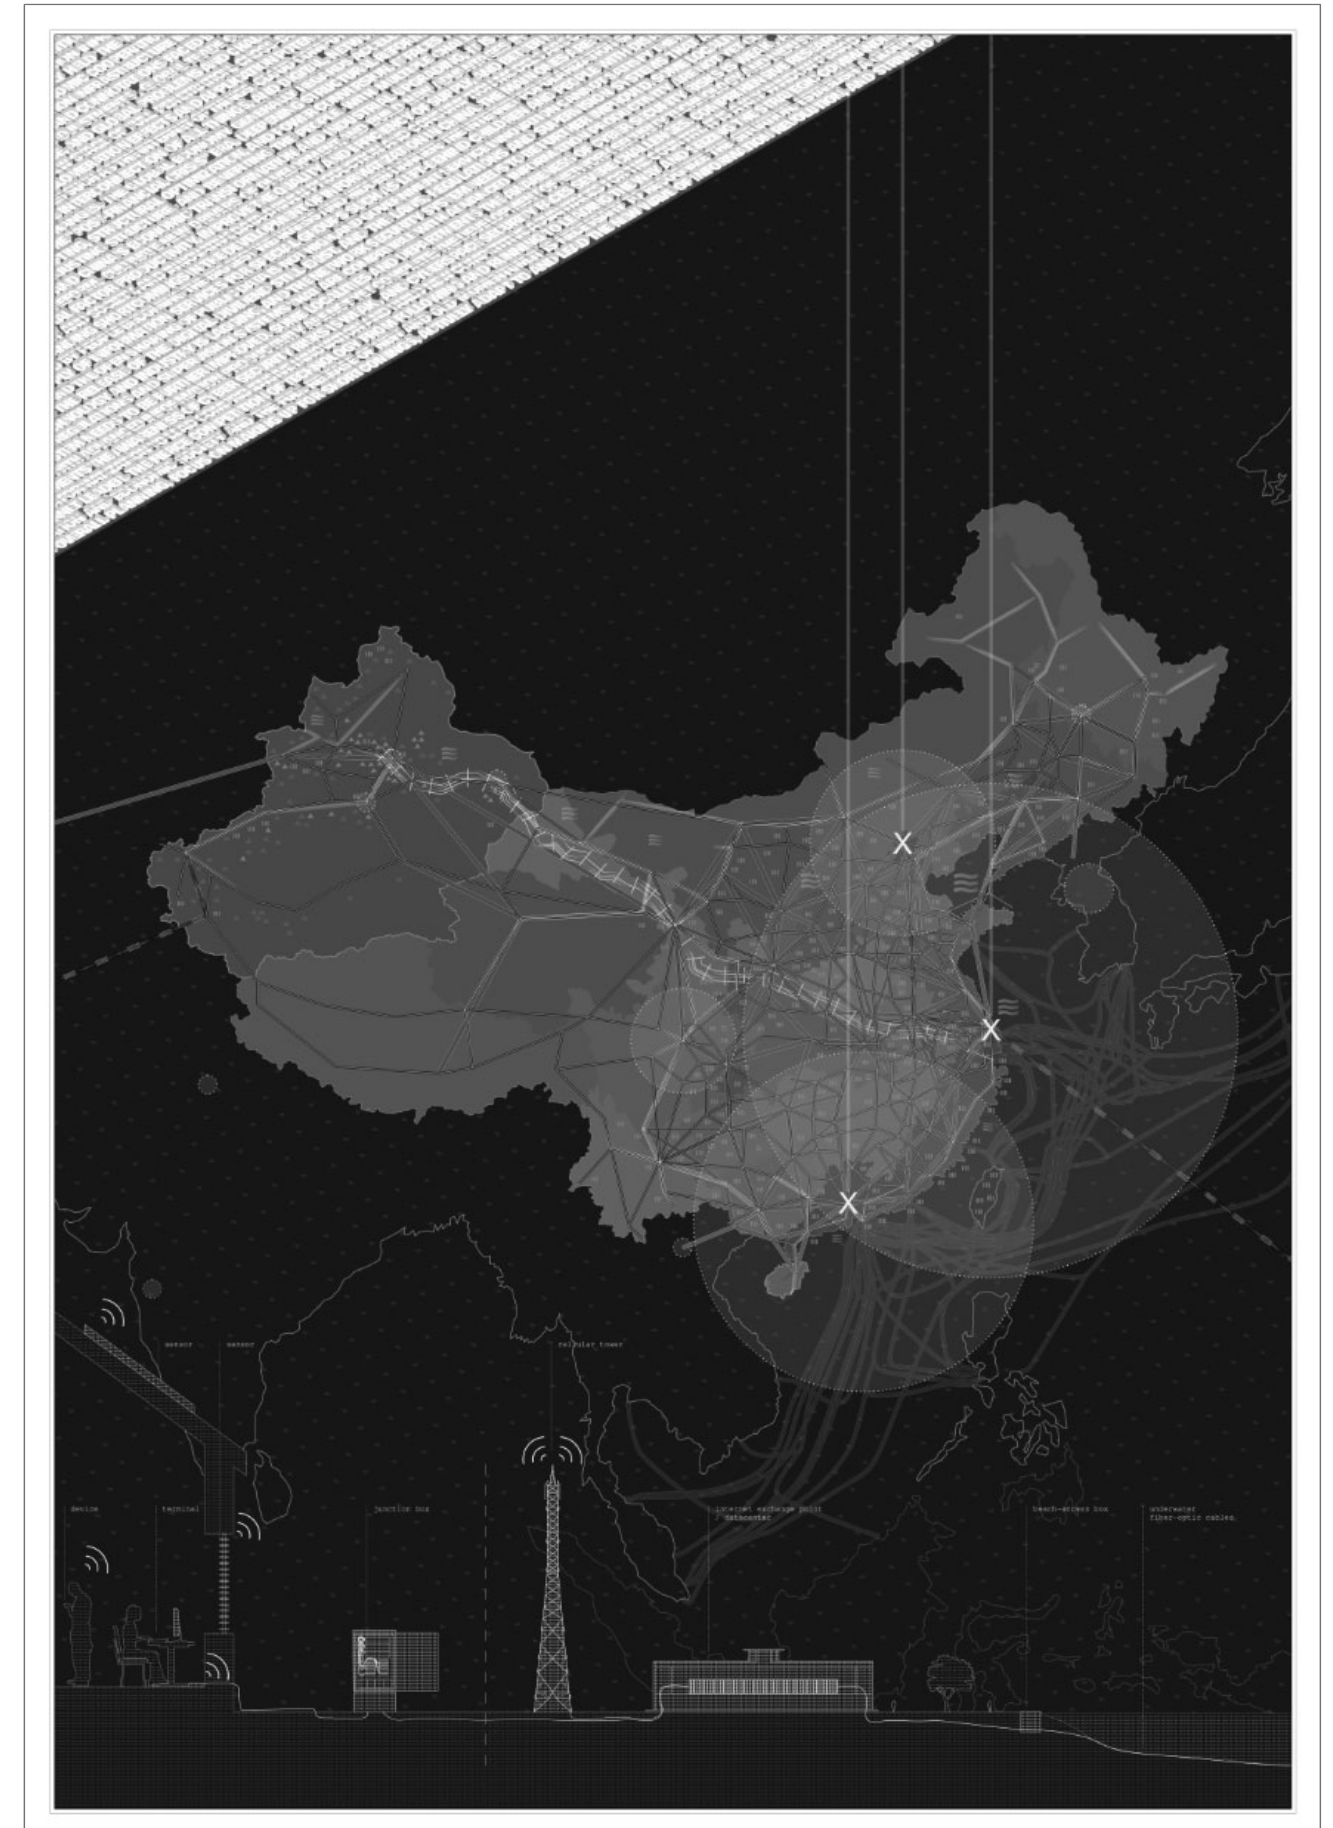 sensor
sensor
cellular tower
device
terminal
junction box
internet exchange point
/ datacenter
beach-access box
underwater
fiber-optic cables
X
X
X